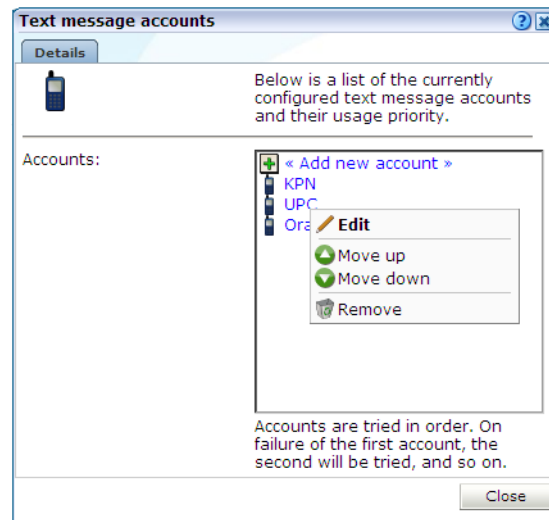 Text message accounts
Details
Below is a list of the currently
configured text message accounts
and their usage priority.
Accounts:
« Add new account »
KPN
UPC
Ora
Edit
Move up
Move down
Remove
Accounts are tried in order. On
failure of the first account, the
second will be tried, and so on.
Close